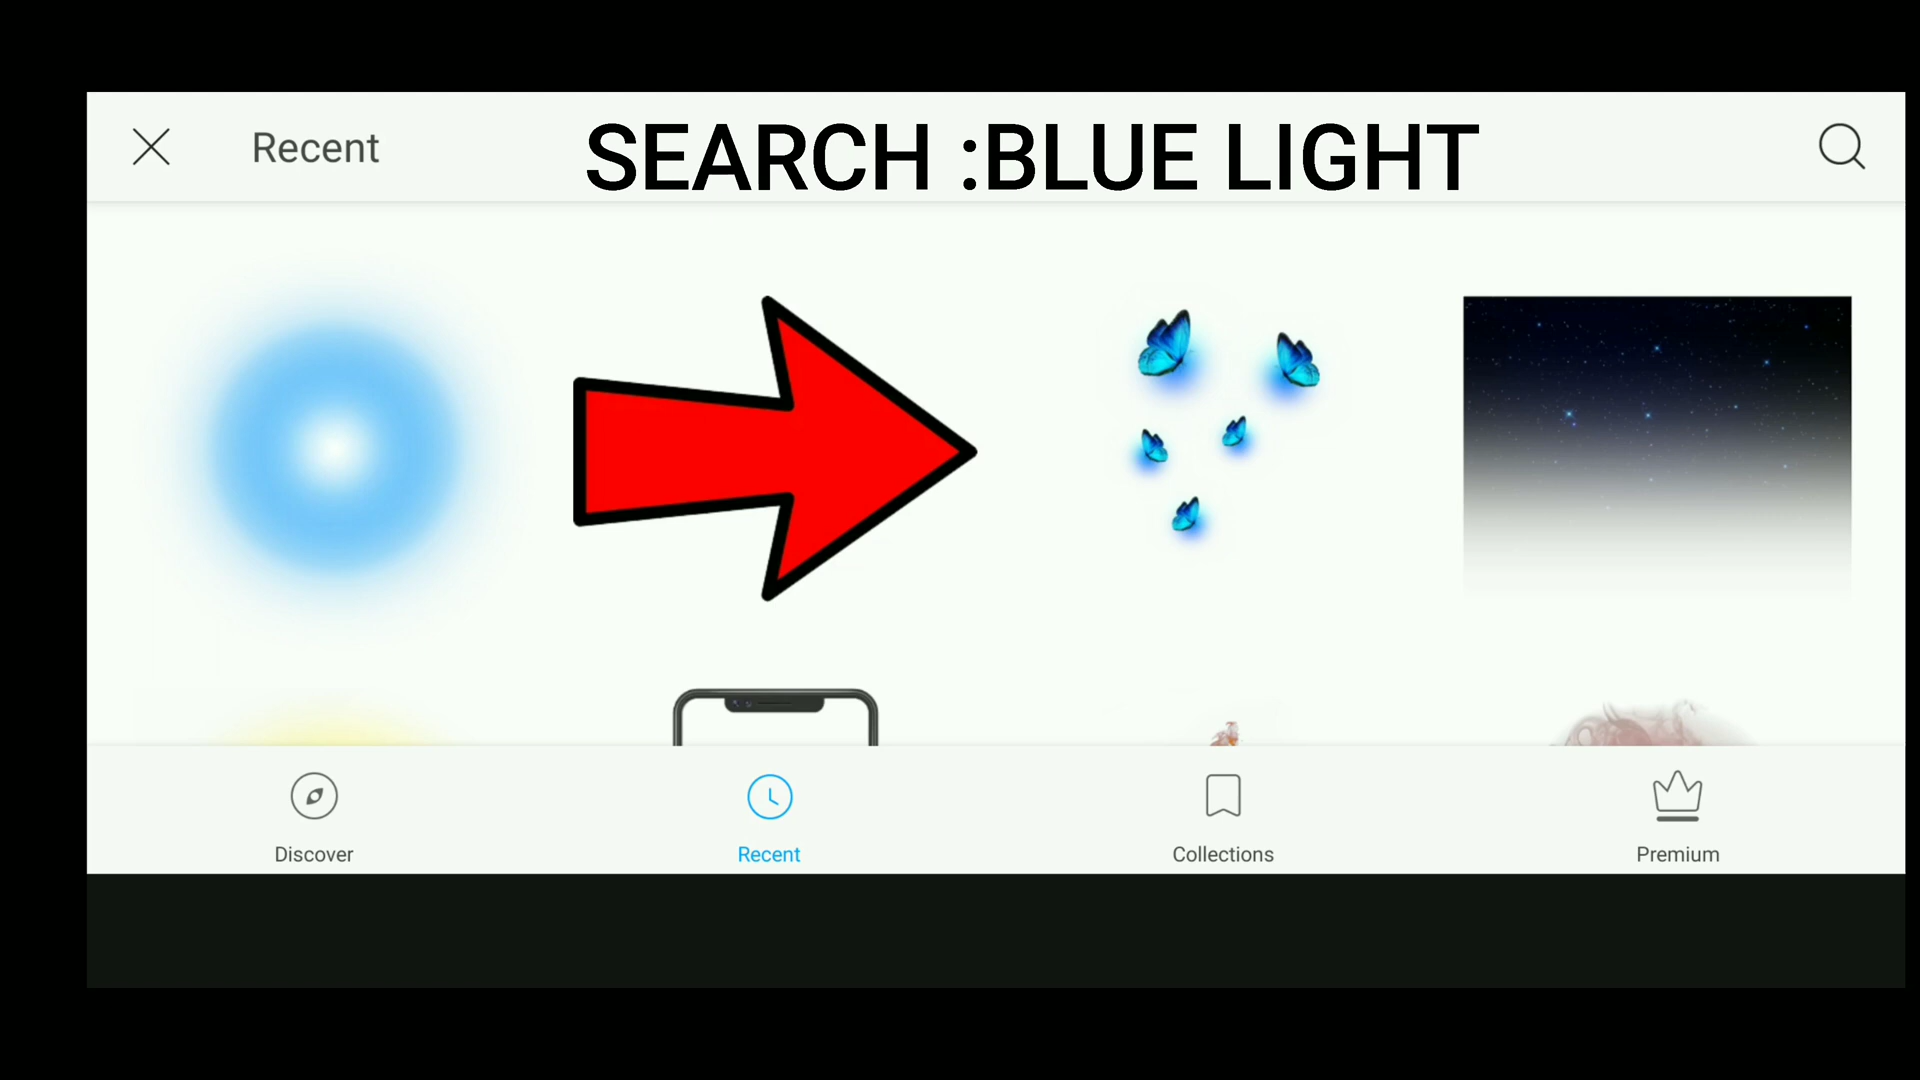 Recent
SEARCH :BLUE LIGHT
Discover
Recent
Collections
Premium